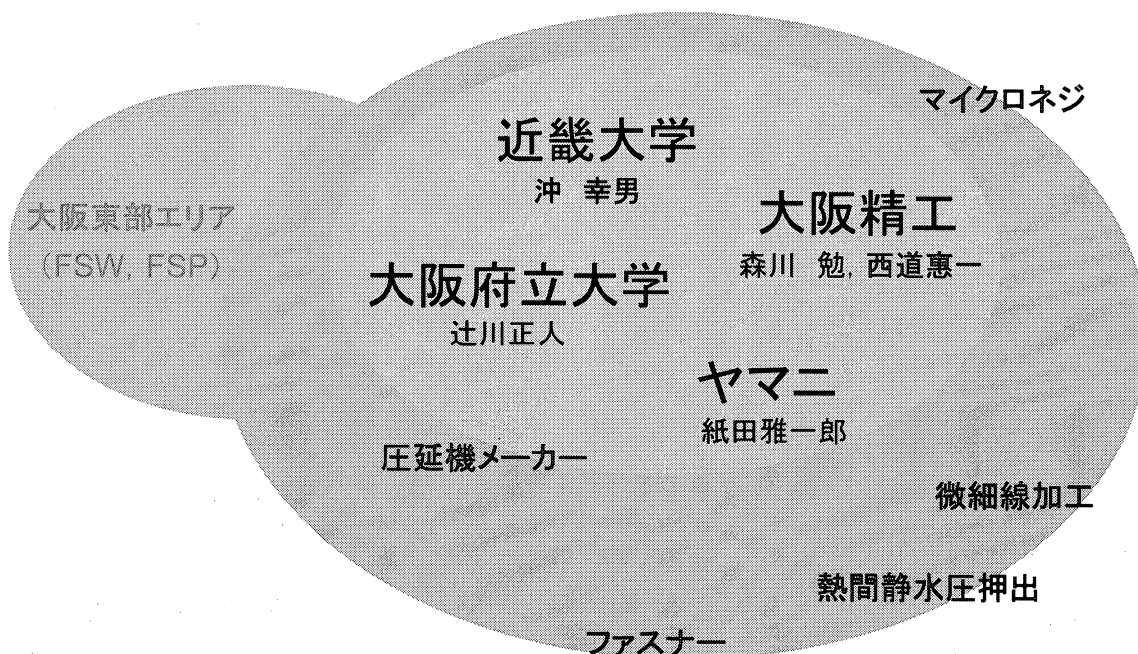 マイクロネジ
近畿大学
沖 幸男
大阪精工
森川 勉, 西道惠一
大阪東部エリア
(FSW, FSP)
大阪府立大学
辻川正人
ヤマニ
紙田雅一郎
圧延機メーカー
微細線加工
熱間静水圧押出
ファスナー